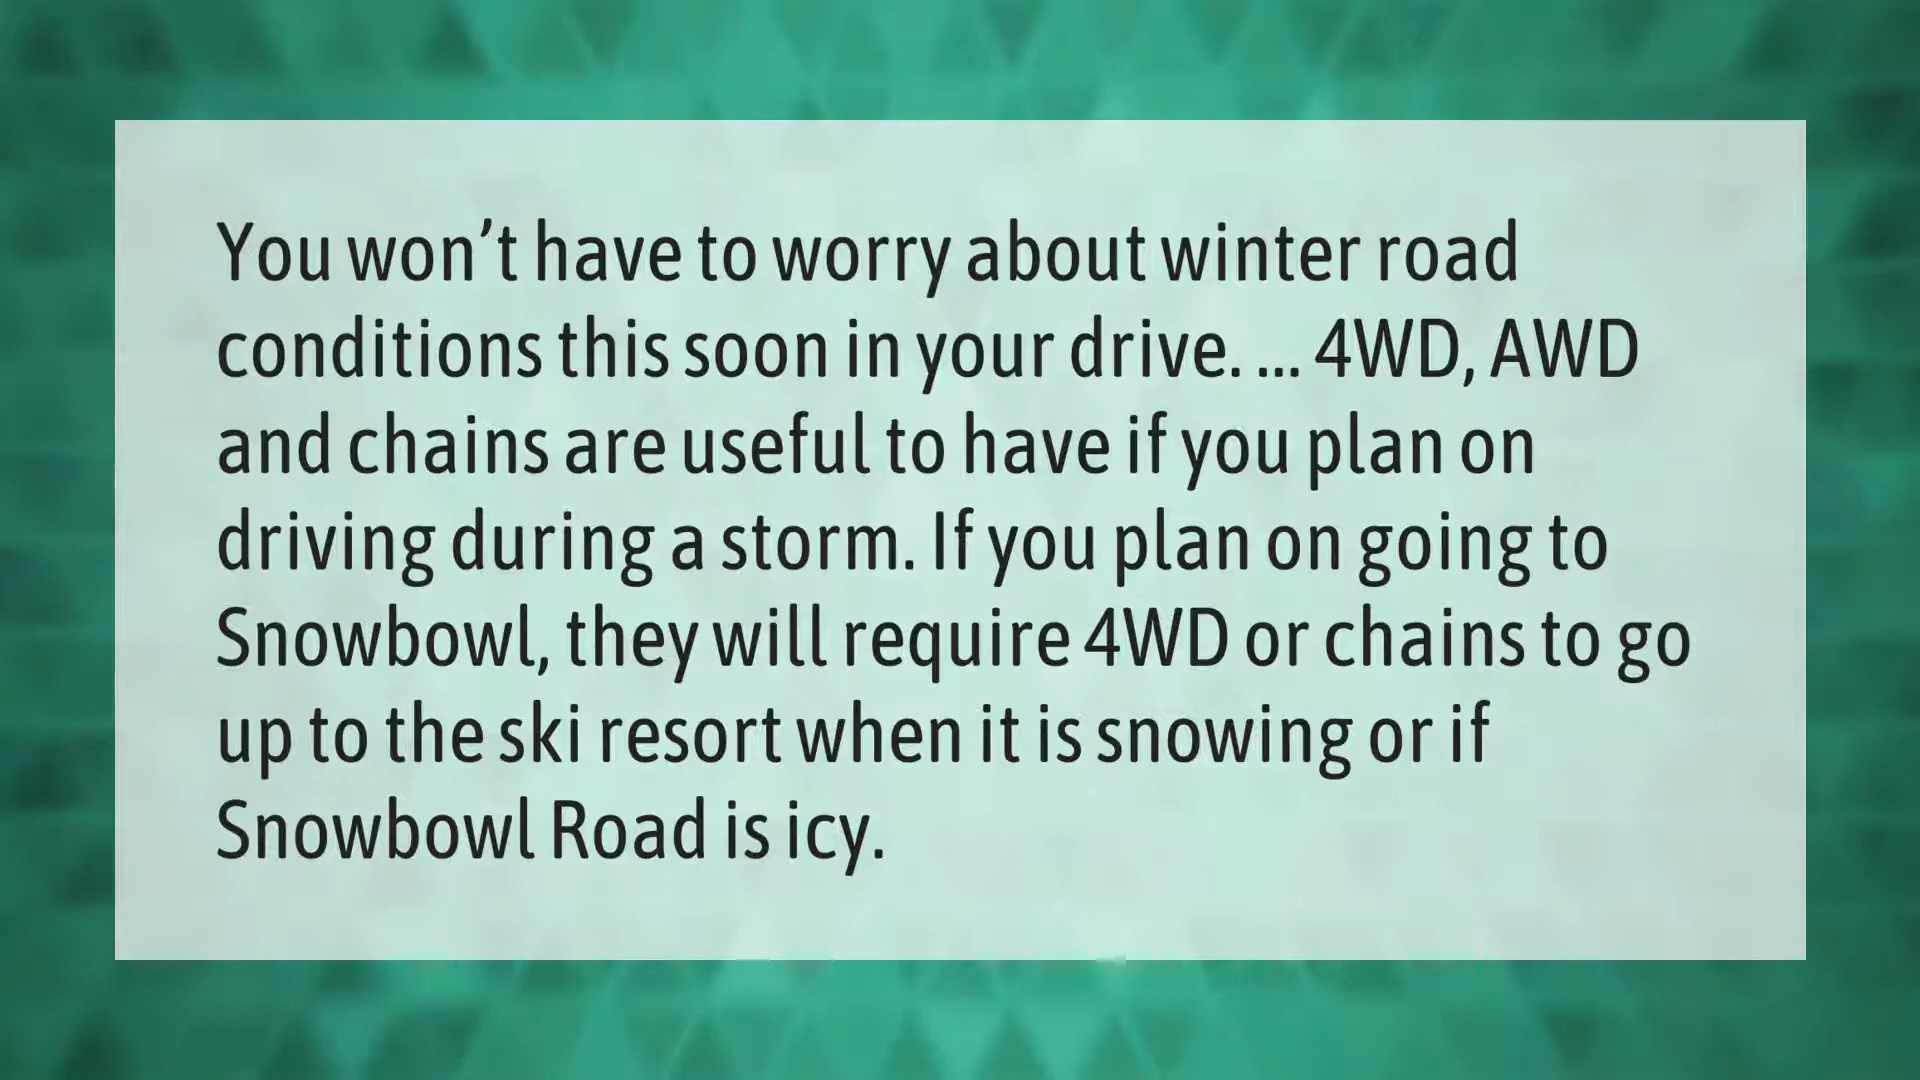 You won’t have to worry about winter road
conditions this soon in your drive. ... 4WD, AWD
and chains are useful to have if you plan on
driving during a storm. If you plan on going to
Snowbowl, they will require 4WD or chains to go
up to the ski resort when it is snowing or if
Snowbowl Road is icy.